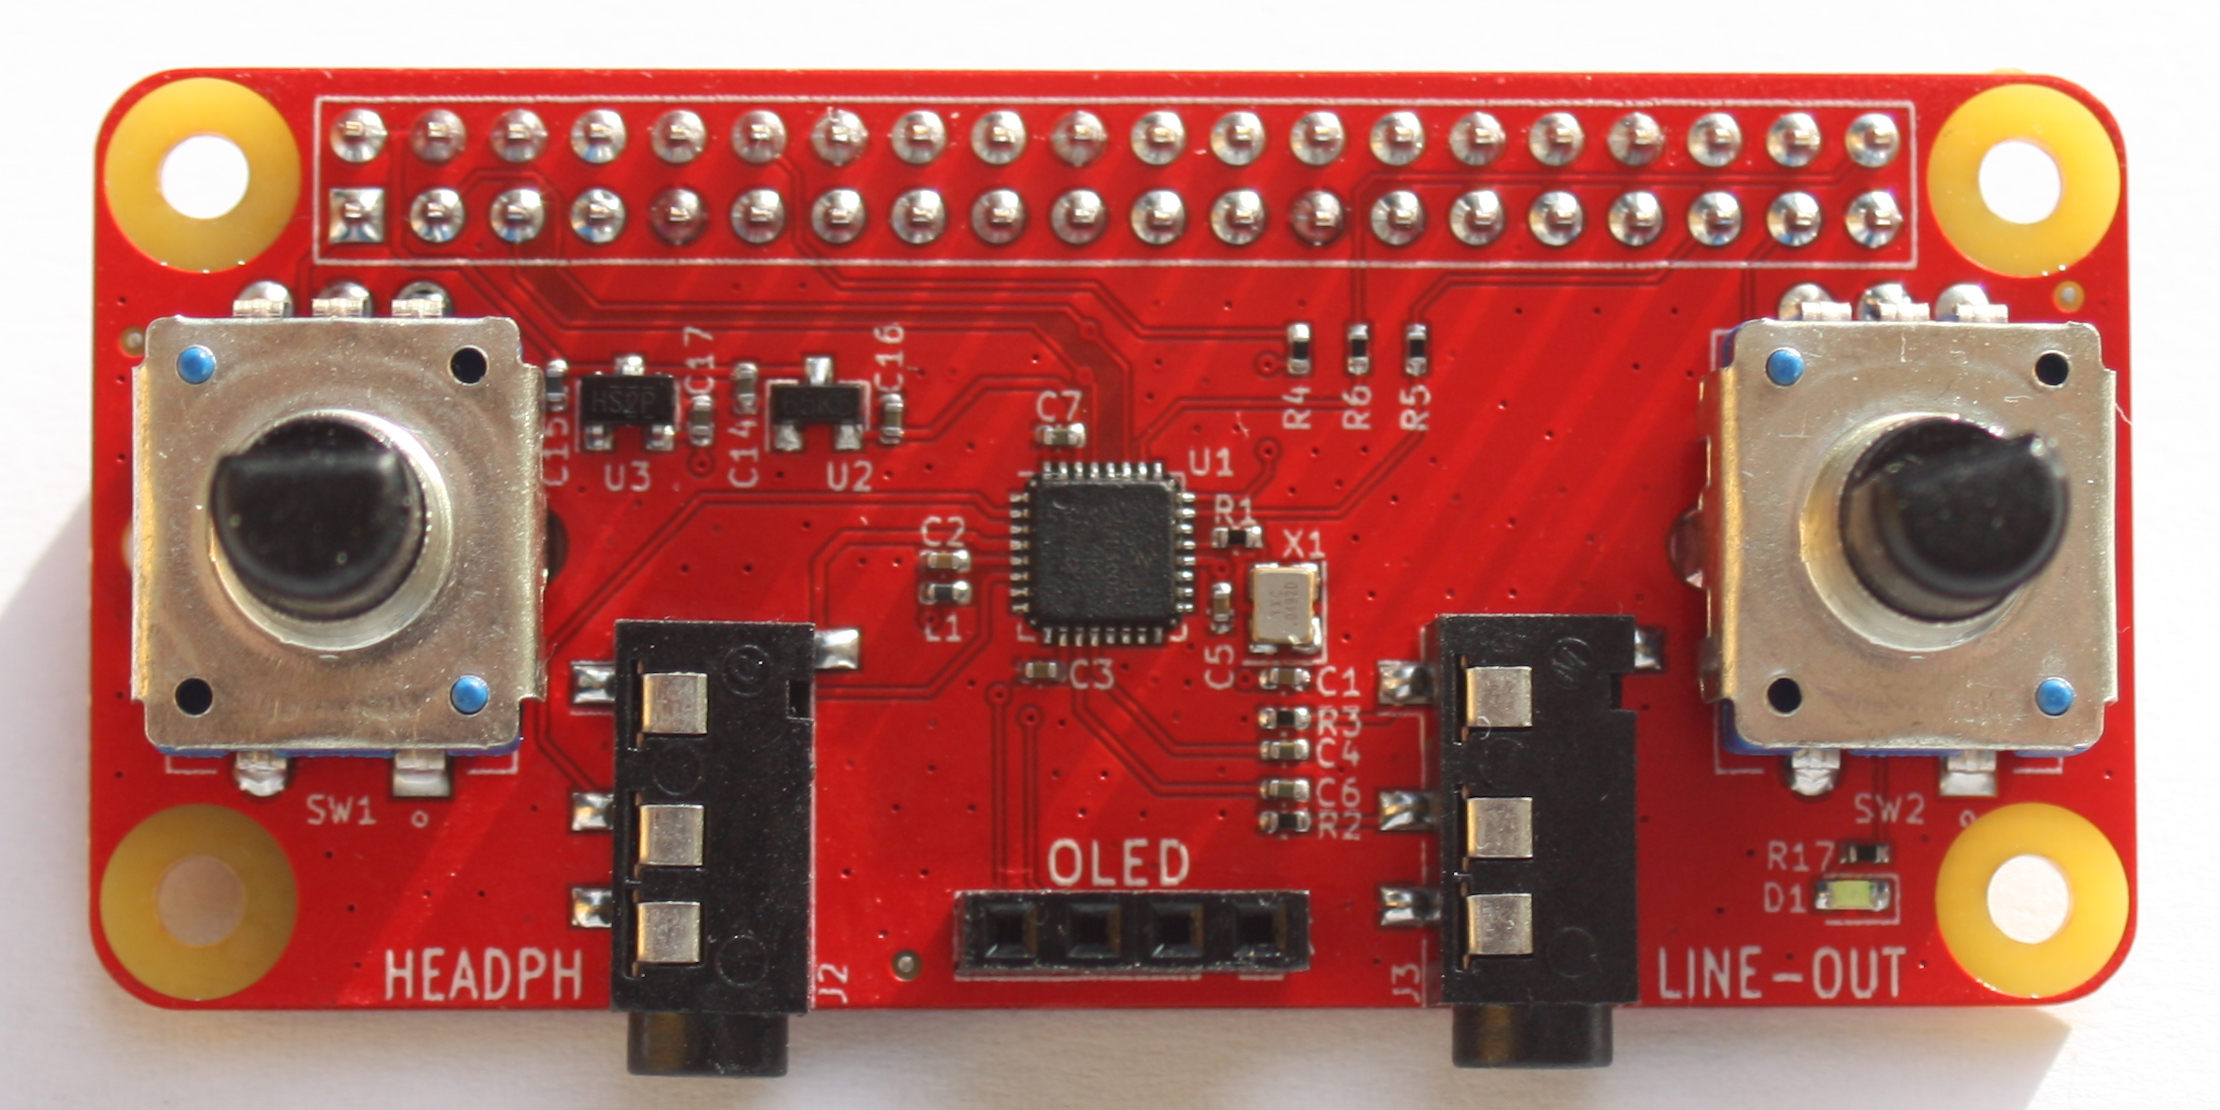 C17
C16
HS2P
C15
U3
C14
U2
C7
R4
R6
R5
U1
R1
C2
X1
L1
C5
C3
C1
R3
C4
C6
R2
SW1
SW2
OLED
R17
D1
HEADPH
J2
J3
LINE-OUT